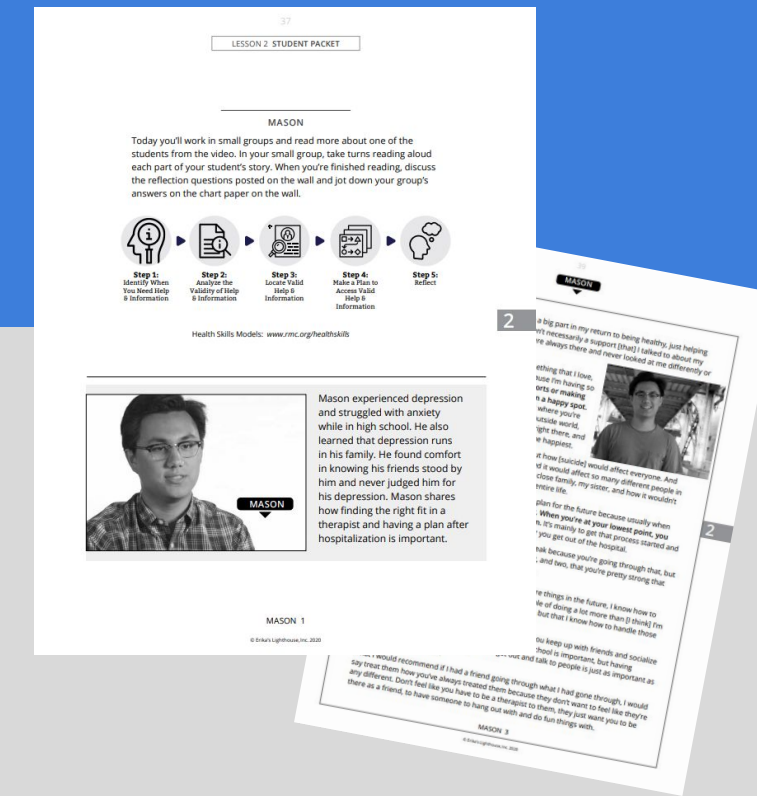 37
LESSON 2 STUDENT PACKET
MASON
Today you'll work in small groups and read more about one of the
students from the video. In your small group, take turns reading aloud
each part of your student's story. When you're finished reading, discuss
the reflection questions posted on the wall and jot down your group's
answers on the chart paper on the wall.
Step 1:
Identify When
You Need Help
& Information
Step 2:
Analyze the
Validity of Help
& Information
Step 3:
Locate Valid
Help &
Information
Step 4:
Make a Plan to
Access Valid
Help &
Information
Step 5:
Reflect
2
Health Skills Models: www.rmc.org/healthskills
Mason experienced depression
and struggled with anxiety
while in high school. He also
learned that depression runs
in his family. He found comfort
in knowing his friends stood by
him and never judged him for
his depression. Mason shares
how finding the right fit in a
therapist and having a plan after
hospitalization is important.
MASON
MASON 1
© Erika's Lighthouse, Inc. 2020
MASON
a big part in my return to being healthy, just helping
necessarily a support [that] I talked to about my
always there and never looked at me differently or
ething that I love,
use I'm having so
orts or making
a happy spot.
where you're
utside world,
ight there, and
e happiest.
ut how [suicide] would affect everyone. And
d it would affect so many different people in
close family, my sister, and how it wouldn't
entire life.
plan for the future because usually when
When you're at your lowest point, you
It's mainly to get that process started and
you get out of the hospital.
eak because you're going through that, but
and two, that you're pretty strong that
re things in the future, I know how to
le of doing a lot more than [I think] I'm
but that I know how to handle those
2
you keep up with friends and socialize
chool is important, but having
out and talk to people is just as important as
I would recommend if I had a friend going through what I had gone through, I would
say treat them how you've always treated them because they don't want to feel like they're
any different. Don't feel like you have to be a therapist to them, they just want you to be
there as a friend, to have someone to hang out with and do fun things with.
MASON 3
© Erika's Lighthouse, Inc. 2020